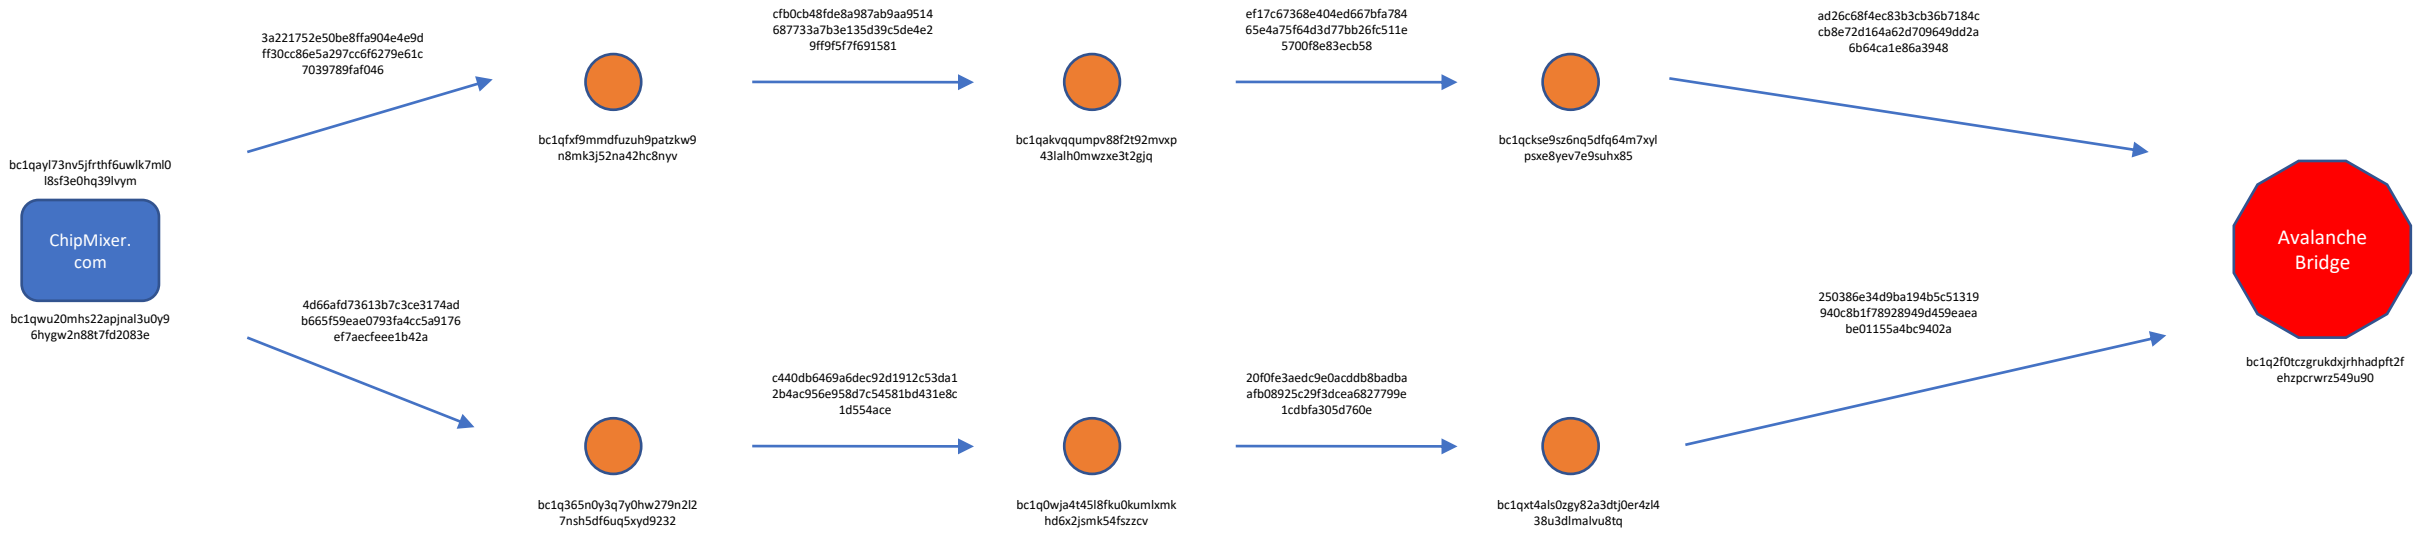 bc1qayl73nv5jfrthf6uwlk7ml0
l8sf3e0hq39lvym
ChipMixer.
com
bc1qwu20mhs22apjnal3u0y9
6hygw2n88t7fd2083e
3a221752e50be8ffa904e4e9d
ff30cc86e5a297cc6f6279e61c
7039789faf046
bc1qfxf9mmdfuzuh9patzkw9
n8mk3j52na42hc8nyv
cfb0cb48fde8a987ab9aa9514
687733a7b3e135d39c5de4e2
9ff9f5f7f691581
bc1qakvqqumpv88f2t92mvxp
43lalh0mwzxe3t2gjq
ef17c67368e404ed667bfa784
65e4a75f64d3d77bb26fc511e
5700f8e83ecb58
bc1qckse9sz6nq5dfq64m7xyl
psxe8yev7e9suhx85
ad26c68f4ec83b3cb36b7184c
cb8e72d164a62d709649dd2a
6b64ca1e86a3948
4d66afd73613b7c3ce3174ad
b665f59eae0793fa4cc5a9176
ef7aecfeee1b42a
bc1q365n0y3q7y0hw279n2l2
7nsh5df6uq5xyd9232
c440db6469a6dec92d1912c53da1
2b4ac956e958d7c54581bd431e8c
1d554ace
bc1q0wja4t45l8fku0kumlxmk
hd6x2jsmk54fszzcv
20f0fe3aedc9e0acddb8badba
afb08925c29f3dcea6827799e
1cdbfa305d760e
bc1qxt4als0zgy82a3dtj0er4zl4
38u3dlmalvu8tq
250386e34d9ba194b5c51319
940c8b1f78928949d459eaea
be01155a4bc9402a
Avalanche
Bridge
bc1q2f0tczgrukdxjrhhadpft2f
ehzpcrwrz549u90